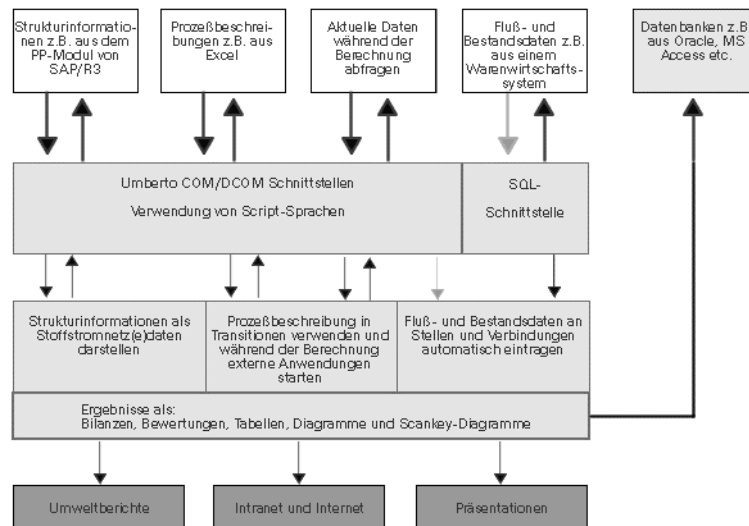 Strukturinformatio-
nen z.B. aus dem
PP-Modul von
SAP/R3
Prozeßbeschrei-
bungen z.B. aus
Excel
Aktuelle Daten
während der
Berechnung
abfragen
Fluß- und
Bestandsdaten z.B.
aus einem
Warenwirtschafts-
system
Datenbanken z.B.
aus Oracle, MS
Access etc.
Umberto COM/DCOM Schnittstellen
Verwendung von Script-Sprachen
SQL-
Schnittstelle
Strukturinformationen als
Stoffstromnetz(e)daten
darstellen
Prozeßbeschreibung in
Transitionen verwenden und
während der Berechnung
externe Anwendungen
starten
Fluß- und Bestandsdaten an
Stellen und Verbindungen
automatisch eintragen
Ergebnisse als:
Bilanzen, Bewertungen, Tabellen, Diagramme und Scankey-Diagramme
Umweltberichte
Intranet und Internet
Präsentationen